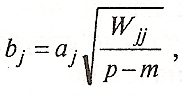 b_j = a_j √(W_jj / (p − m)) ,